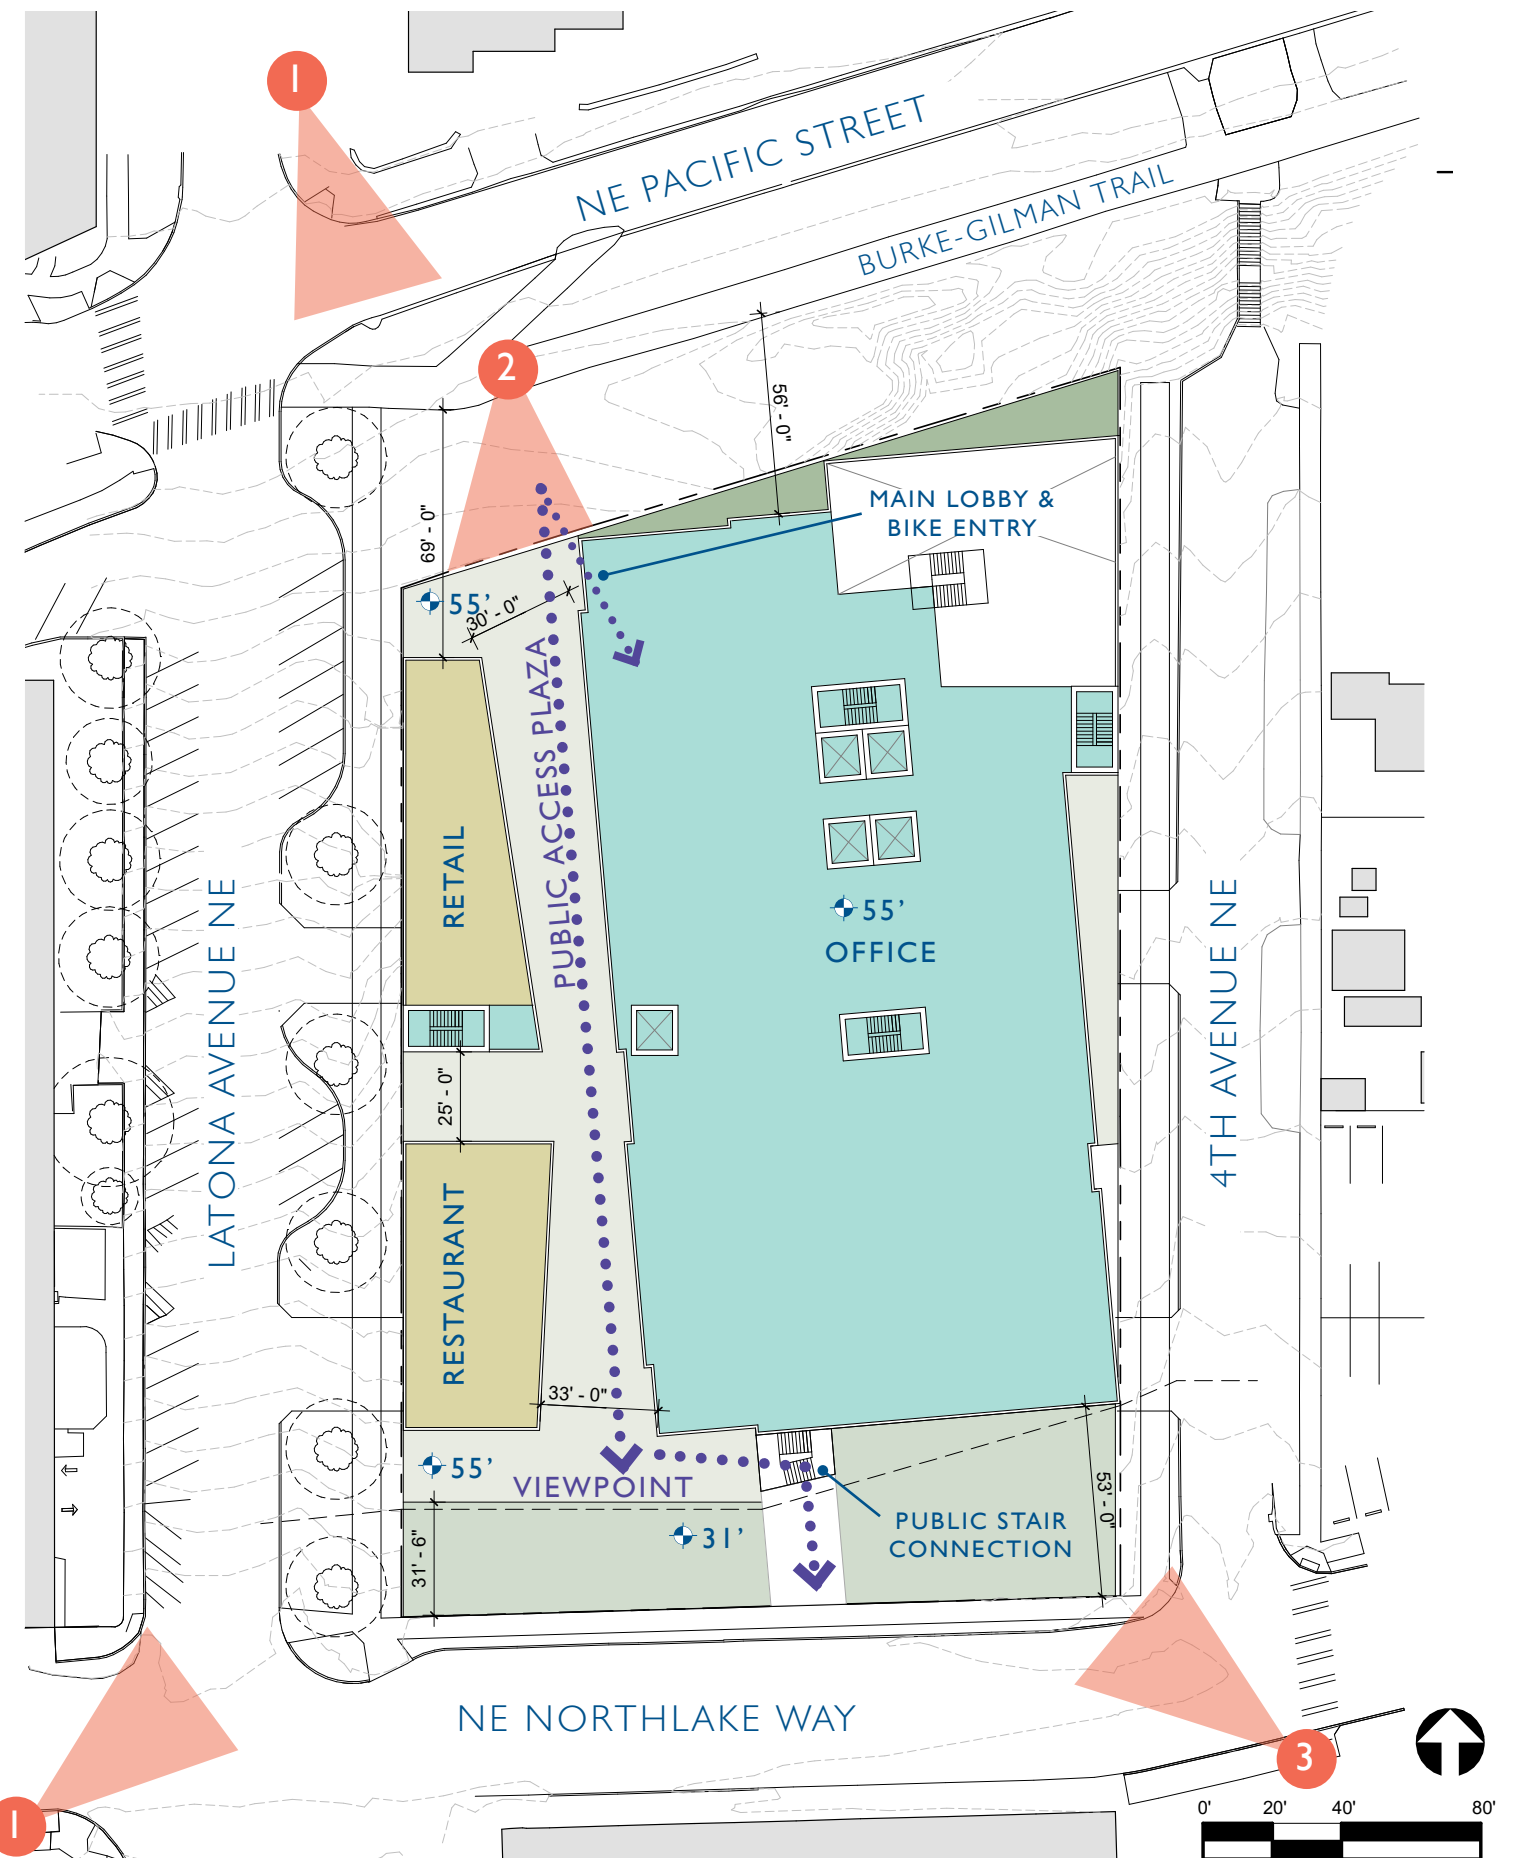 1
NE PACIFIC STREET
BURKE-GILMAN TRAIL
2
56' - 0"
MAIN LOBBY &
BIKE ENTRY
69' - 0"
55'
30' - 0"
PUBLIC ACCESS PLAZA
RETAIL
55'
OFFICE
LATONA AVENUE NE
4TH AVENUE NE
25' - 0"
RESTAURANT
33' - 0"
55'
VIEWPOINT
53' - 0"
31'
PUBLIC STAIR
CONNECTION
31' - 6"
NE NORTHLAKE WAY
3
1
0' 20' 40' 80'